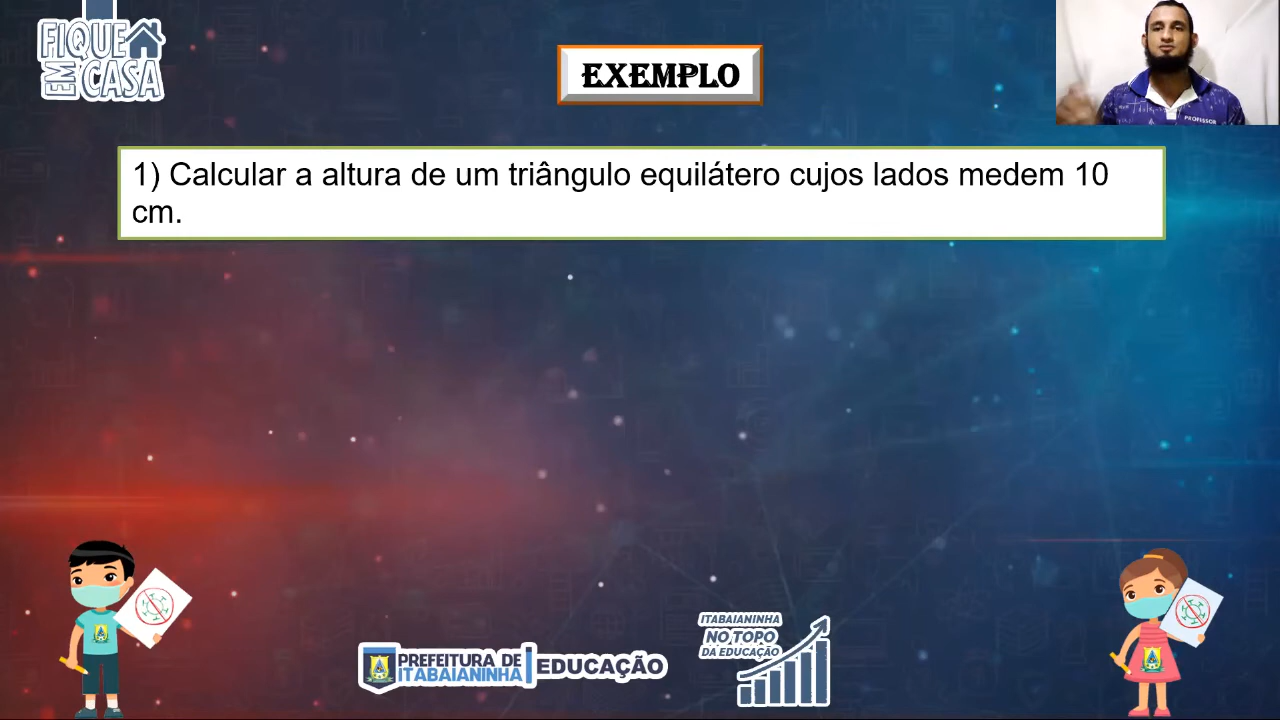 FIQUE
EM
CASA
EXEMPLO
PROFESSOR
1) Calcular a altura de um triângulo equilátero cujos lados medem 10
cm.
ITABAIANINHA
NO TOPO
DA EDUCAÇÃO
PREFEITURA DE
ITABAIANINHA
EDUCAÇÃO